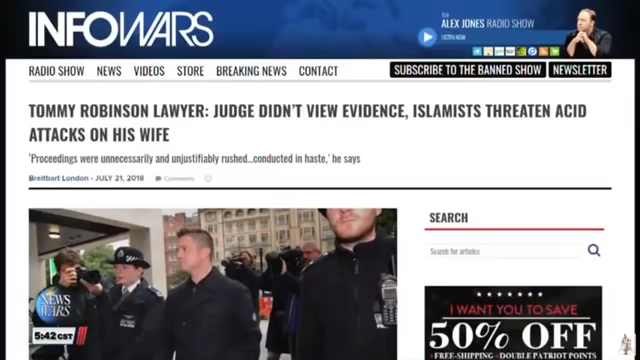 INFOWARS
ALEX JONES RADIO SHOW
LISTEN NOW
RADIO SHOW NEWS VIDEOS STORE BREAKING NEWS CONTACT SUBSCRIBE TO THE BANNED SHOW NEWSLETTER
TOMMY ROBINSON LAWYER: JUDGE DIDN'T VIEW EVIDENCE, ISLAMISTS THREATEN ACID
ATTACKS ON HIS WIFE
'Proceedings were unnecessarily and unjustifiably rushed...conducted in haste,' he says
Breitbart London - JULY 21, 2018 Comments
SEARCH
Search for articles
NEWS
WARS
5:42 CST
I WANT YOU TO SAVE
50% OFF
+FREE-SHIPPING+DOUBLE PATRIOT POINTS